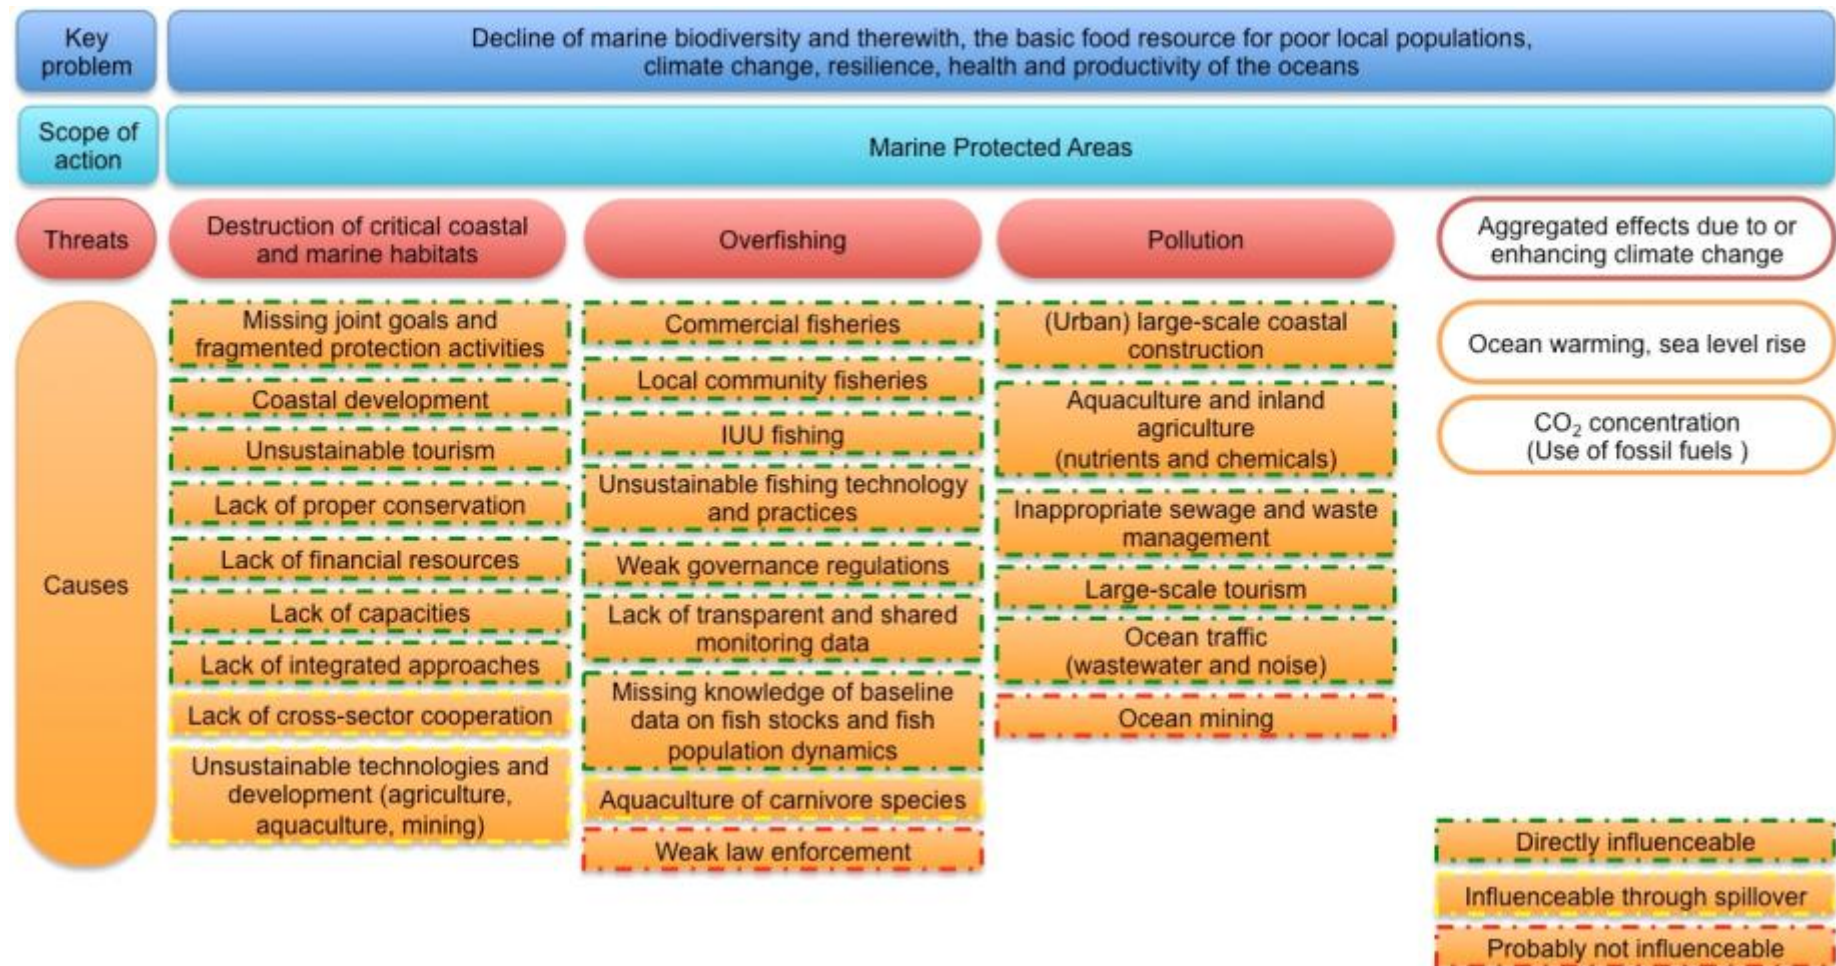 Key
problem
Decline of marine biodiversity and therewith, the basic food resource for poor local populations,
climate change, resilience, health and productivity of the oceans
Scope of
action
Marine Protected Areas
Threats
Destruction of critical coastal
and marine habitats
Overfishing
Pollution
Aggregated effects due to or
enhancing climate change
Causes
Missing joint goals and
fragmented protection activities
Coastal development
Unsustainable tourism
Lack of proper conservation
Lack of financial resources
Lack of capacities
Lack of integrated approaches
Lack of cross-sector cooperation
Unsustainable technologies and
development (agriculture,
aquaculture, mining)
Commercial fisheries
Local community fisheries
IUU fishing
Unsustainable fishing technology
and practices
Weak governance regulations
Lack of transparent and shared
monitoring data
Missing knowledge of baseline
data on fish stocks and fish
population dynamics
Aquaculture of carnivore species
Weak law enforcement
(Urban) large-scale coastal
construction
Aquaculture and inland
agriculture
(nutrients and chemicals)
Inappropriate sewage and waste
management
Large-scale tourism
Ocean traffic
(wastewater and noise)
Ocean mining
Ocean warming, sea level rise
CO₂ concentration
(Use of fossil fuels )
Directly influenceable
Influenceable through spillover
Probably not influenceable